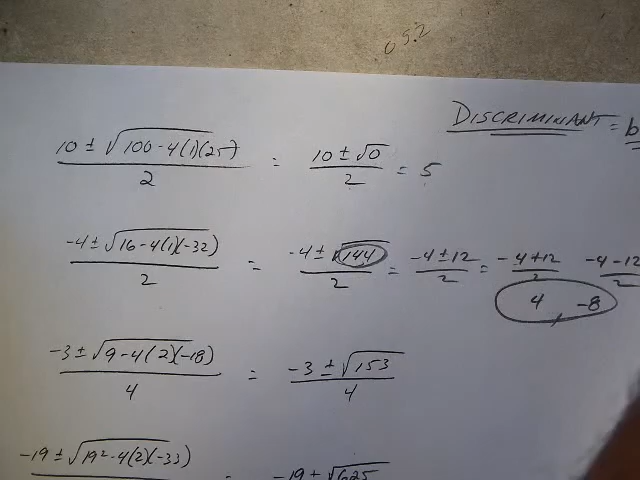 DISCRIMINANT = b
10 ± √100-4(1)(25) / 2 = 10 ± √0 / 2 = 5
-4 ± √16-4(1)(-32) / 2 = -4 ± √144 / 2 = -4 ± 12 / 2 = -4+12 / 2 -4-12 / 2
4, -8
-3 ± √9-4(2)(-18) / 4 = -3 ± √153 / 4
-19 ± √19²-4(2)(-33) = -19 ± √625